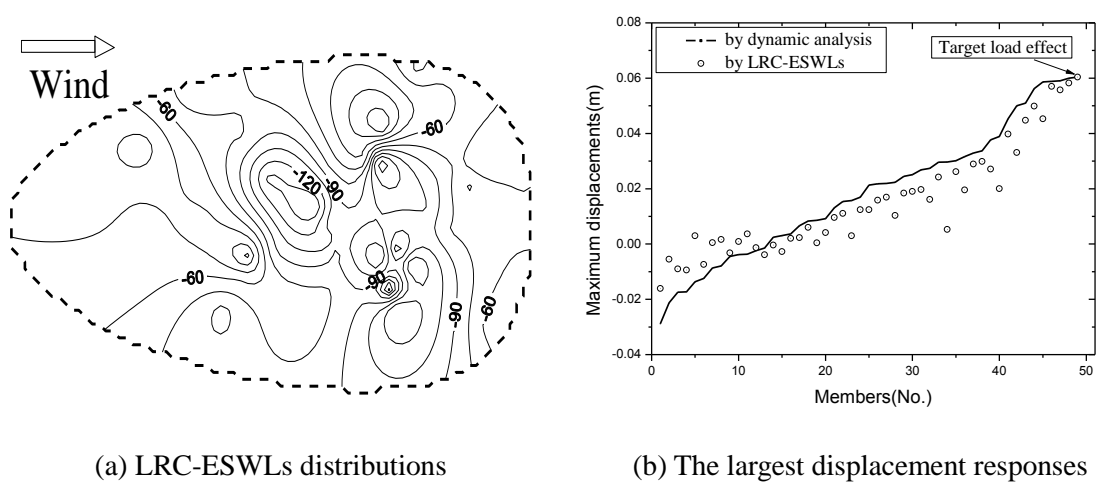 Wind
-60
-120
-90
-60
-60
-90
-90
-60
(a) LRC-ESWLs distributions
0.08
0.06
0.04
0.02
0.00
-0.02
-0.04
0
10
20
30
40
50
Maximum displacements(m)
Members(No.)
by dynamic analysis
by LRC-ESWLs
Target load effect
(b) The largest displacement responses